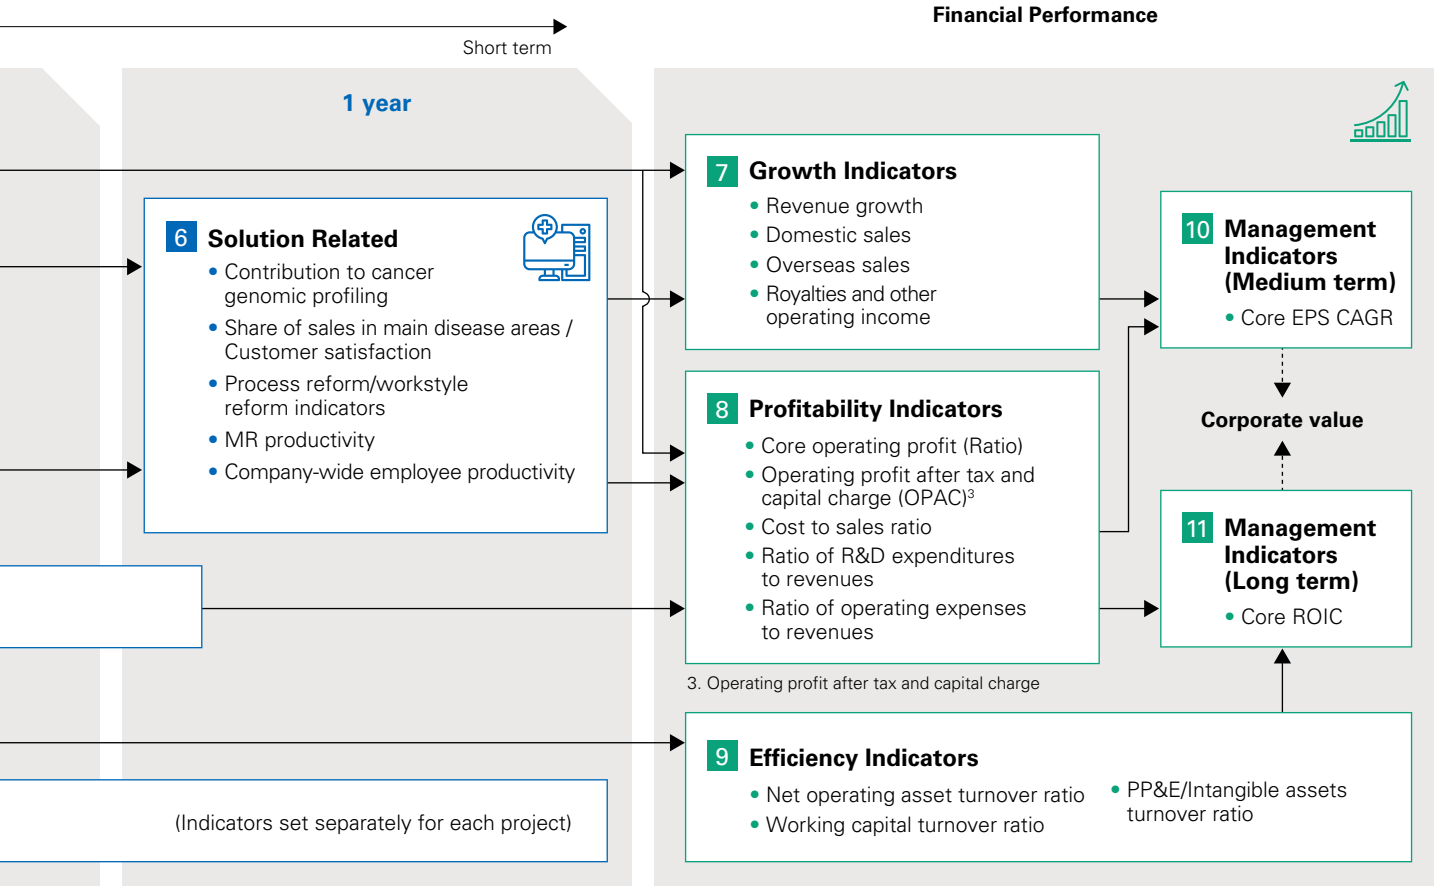 Financial Performance
Short term
1 year
6 Solution Related
• Contribution to cancer
genomic profiling
• Share of sales in main disease areas /
Customer satisfaction
• Process reform/workstyle
reform indicators
• MR productivity
• Company-wide employee productivity
(Indicators set separately for each project)
7 Growth Indicators
• Revenue growth
• Domestic sales
• Overseas sales
• Royalties and other
operating income
8 Profitability Indicators
• Core operating profit (Ratio)
• Operating profit after tax and
capital charge (OPAC)³
• Cost to sales ratio
• Ratio of R&D expenditures
to revenues
• Ratio of operating expenses
to revenues
3. Operating profit after tax and capital charge
9 Efficiency Indicators
• Net operating asset turnover ratio
• Working capital turnover ratio
• PP&E/Intangible assets
turnover ratio
10 Management
Indicators
(Medium term)
• Core EPS CAGR
Corporate value
11 Management
Indicators
(Long term)
• Core ROIC